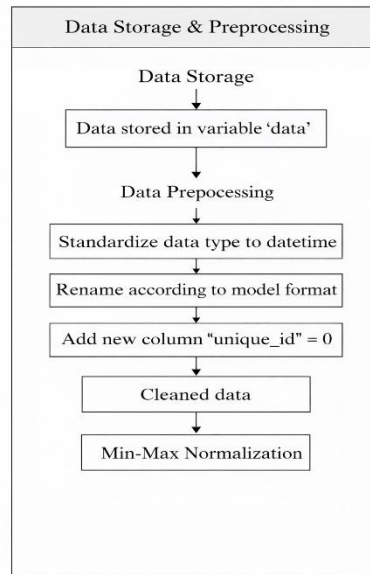 Data Storage & Preprocessing
Data Storage
Data stored in variable ‘data’
Data Prepocessing
Standardize data type to datetime
Rename according to model format
Add new column “unique_id” = 0
Cleaned data
Min-Max Normalization